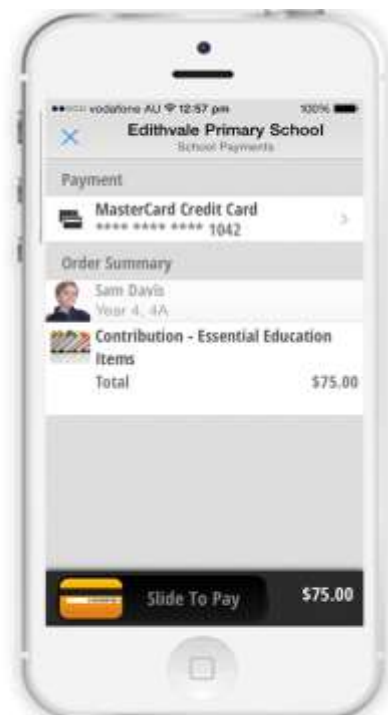 vodafone AU 12:57 pm 100%
Edithvale Primary School
School Payments
Payment
MasterCard Credit Card
**** **** **** 1042
Order Summary
Sam Davis
Year 4, 4A
Contribution - Essential Education
Items
Total $75.00
Slide To Pay $75.00